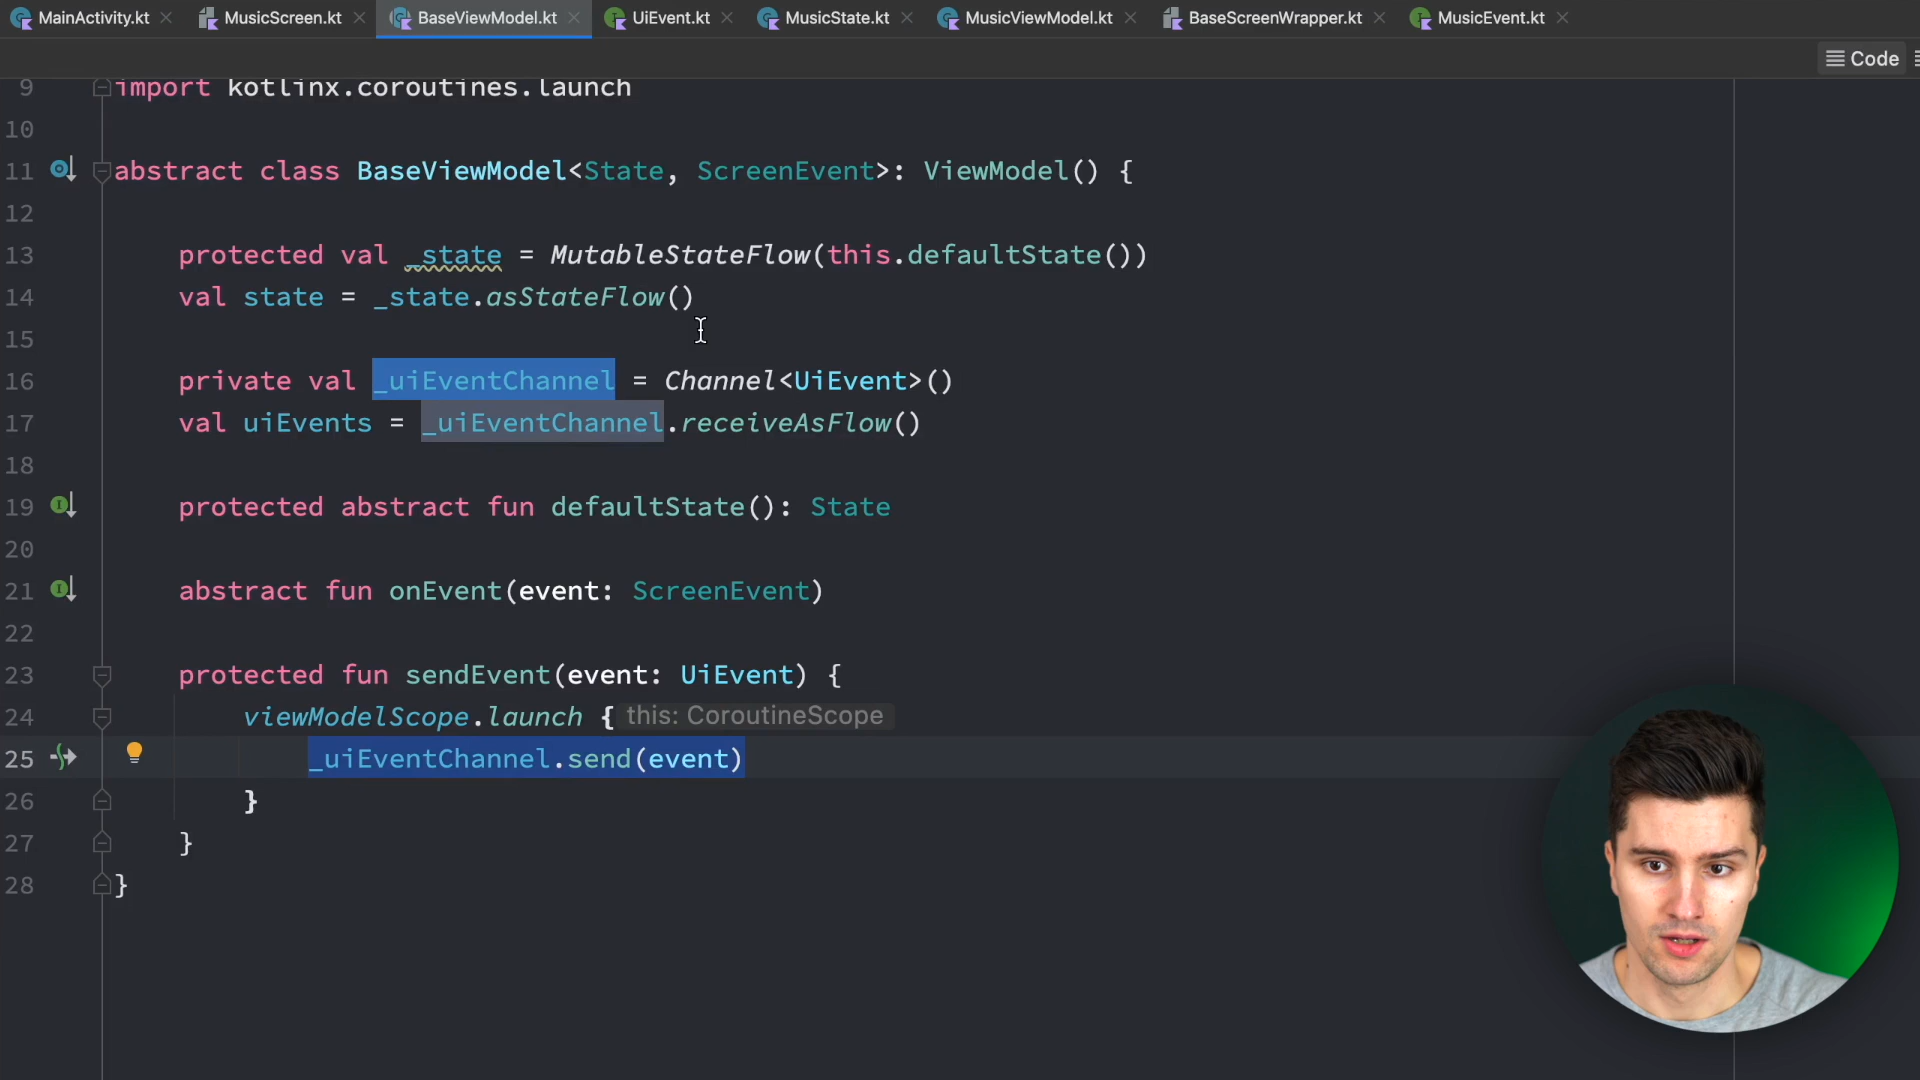 MainActivity.kt MusicScreen.kt BaseViewModel.kt UiEvent.kt MusicState.kt MusicViewModel.kt BaseScreenWrapper.kt MusicEvent.kt
Code
9 import kotlinx.coroutines.launch
10
11 abstract class BaseViewModel<State, ScreenEvent>: ViewModel() {
12
13 protected val _state = MutableStateFlow(this.defaultState())
14 val state = _state.asStateFlow()
15
16 private val _uiEventChannel = Channel<UiEvent>()
17 val uiEvents = _uiEventChannel.receiveAsFlow()
18
19 protected abstract fun defaultState(): State
20
21 abstract fun onEvent(event: ScreenEvent)
22
23 protected fun sendEvent(event: UiEvent) {
24 viewModelScope.launch { this: CoroutineScope
25 _uiEventChannel.send(event)
26 }
27 }
28 }